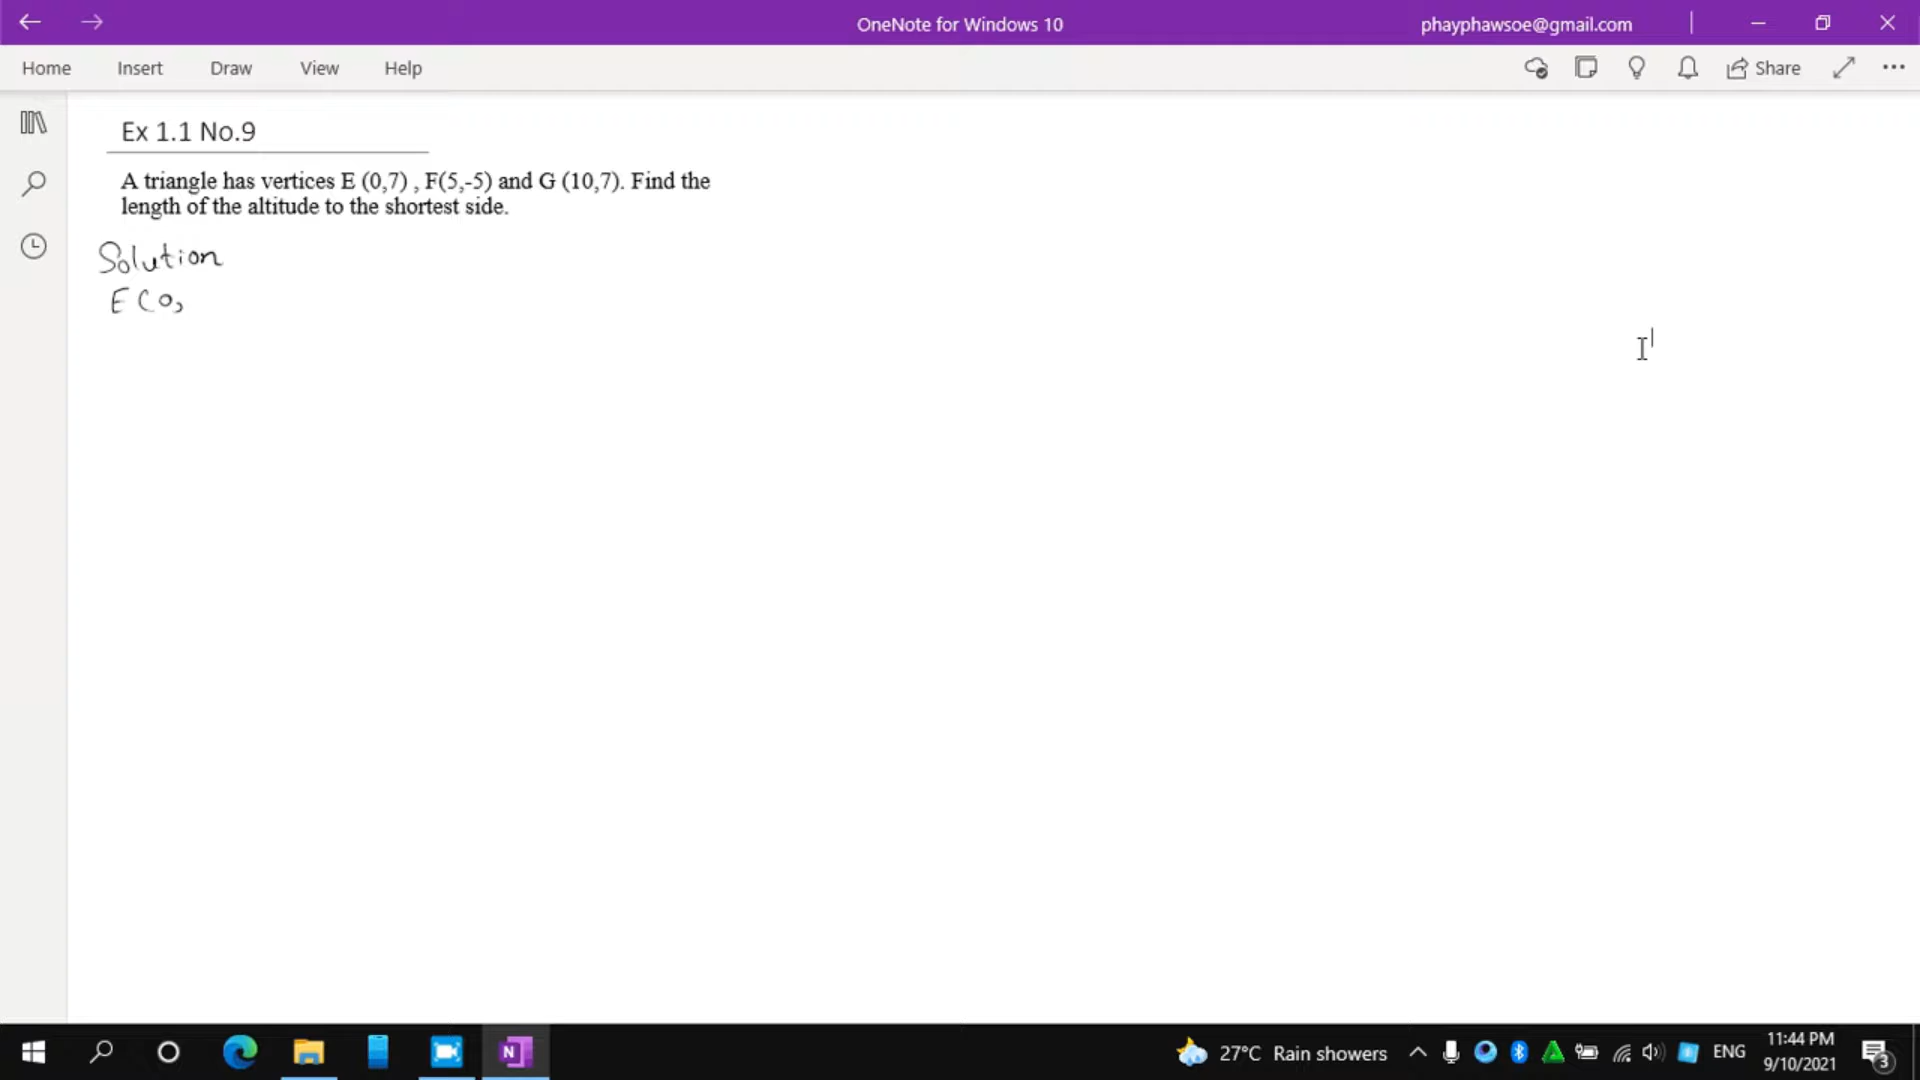 OneNote for Windows 10
phayphawsoe@gmail.com
Home Insert Draw View Help
Share
Ex 1.1 No.9
A triangle has vertices E (0,7) , F(5,-5) and G (10,7). Find the
length of the altitude to the shortest side.
Solution
E(0,
27°C Rain showers
ENG
11:44 PM
9/10/2021
3